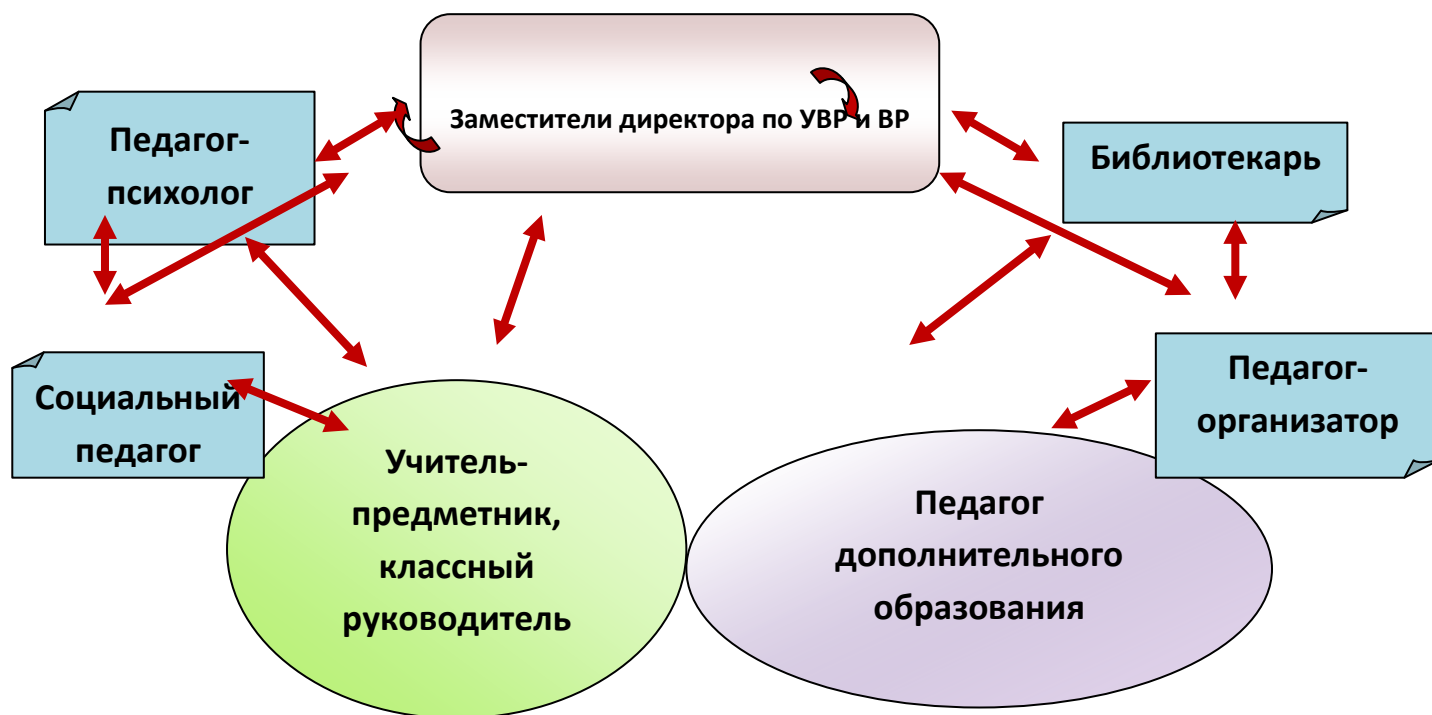 Заместители директора по УВР и ВР
Педагог-
психолог
Библиотекарь
Социальный
педагог
Педагог-
организатор
Учитель-
предметник,
классный
руководитель
Педагог
дополнительного
образования